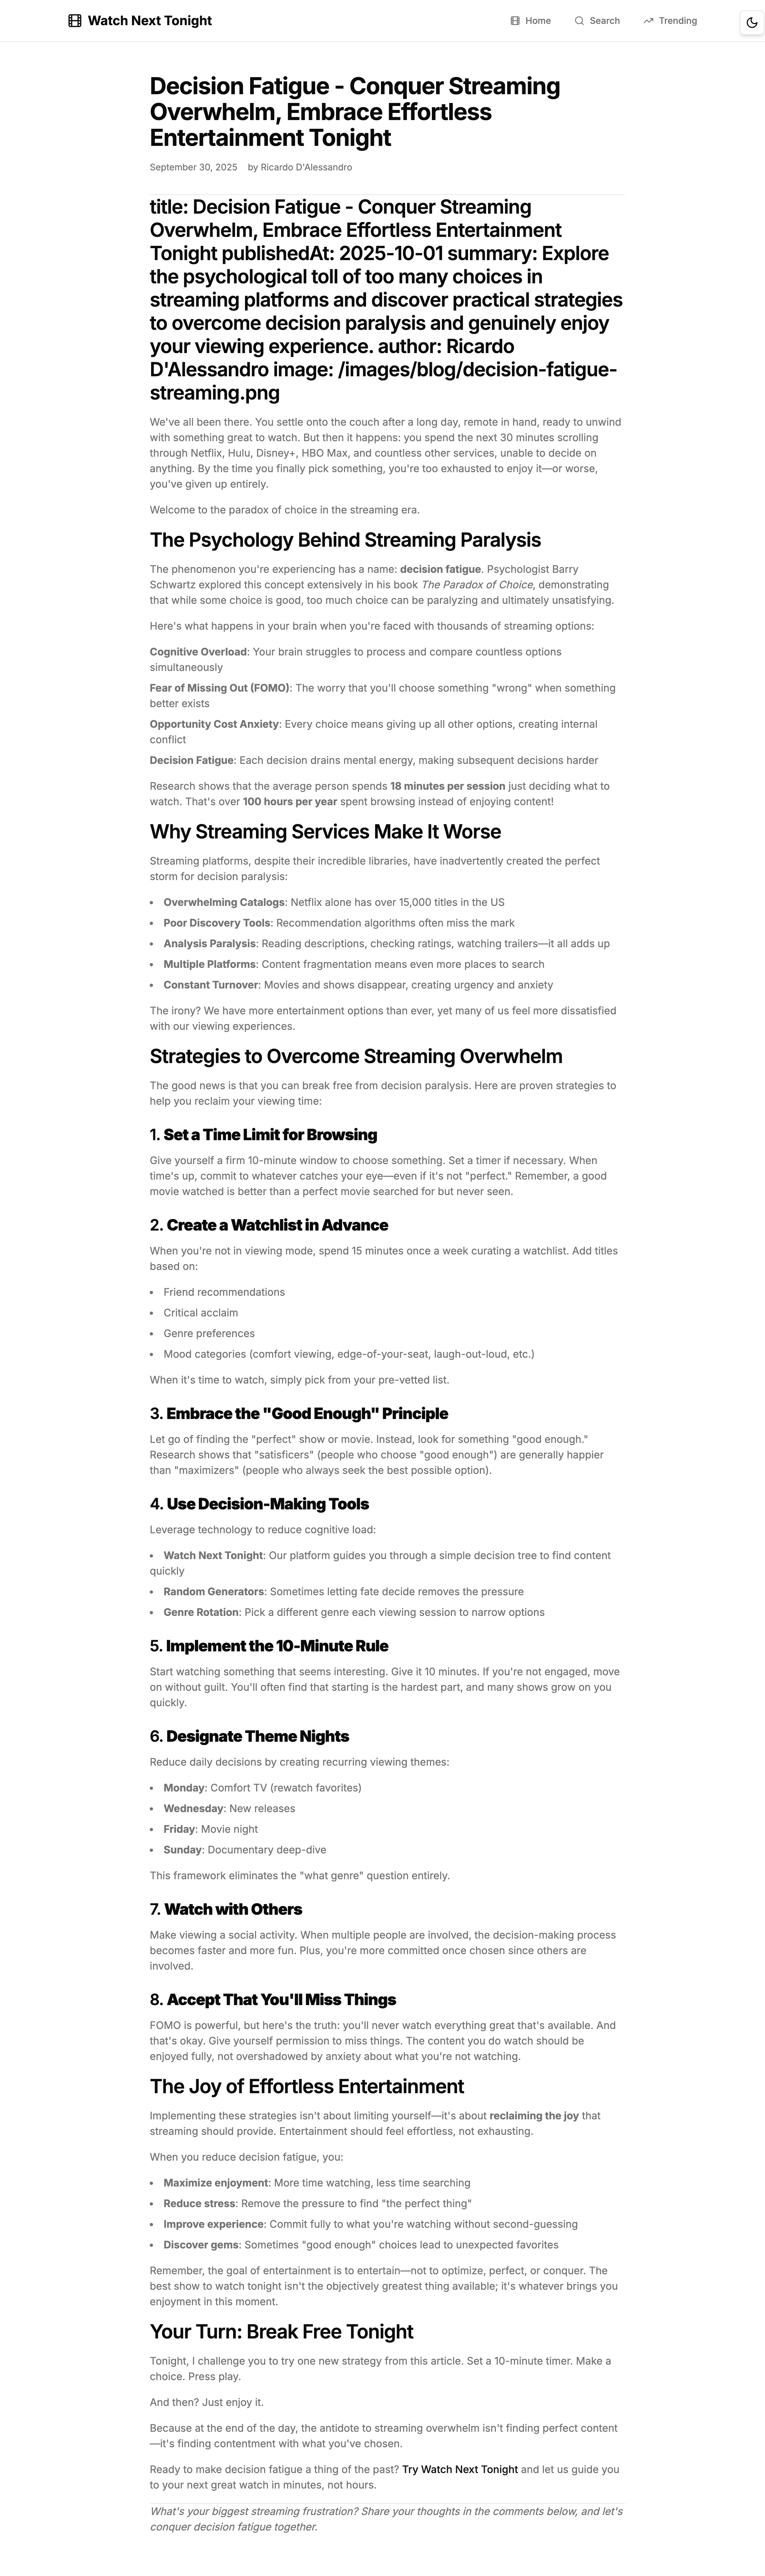 Watch Next Tonight
Home
Search
Trending
Decision Fatigue - Conquer Streaming
Overwhelm, Embrace Effortless
Entertainment Tonight
September 30, 2025 by Ricardo D'Alessandro
title: Decision Fatigue - Conquer Streaming
Overwhelm, Embrace Effortless Entertainment
Tonight publishedAt: 2025-10-01 summary: Explore
the psychological toll of too many choices in
streaming platforms and discover practical strategies
to overcome decision paralysis and genuinely enjoy
your viewing experience. author: Ricardo
D'Alessandro image: /images/blog/decision-fatigue-
streaming.png
We've all been there. You settle onto the couch after a long day, remote in hand, ready to unwind
with something great to watch. But then it happens: you spend the next 30 minutes scrolling
through Netflix, Hulu, Disney+, HBO Max, and countless other services, unable to decide on
anything. By the time you finally pick something, you're too exhausted to enjoy it—or worse,
you've given up entirely.
Welcome to the paradox of choice in the streaming era.
The Psychology Behind Streaming Paralysis
The phenomenon you're experiencing has a name: decision fatigue. Psychologist Barry
Schwartz explored this concept extensively in his book The Paradox of Choice, demonstrating
that while some choice is good, too much choice can be paralyzing and ultimately unsatisfying.
Here's what happens in your brain when you're faced with thousands of streaming options:
Cognitive Overload: Your brain struggles to process and compare countless options
simultaneously
Fear of Missing Out (FOMO): The worry that you'll choose something "wrong" when something
better exists
Opportunity Cost Anxiety: Every choice means giving up all other options, creating internal
conflict
Decision Fatigue: Each decision drains mental energy, making subsequent decisions harder
Research shows that the average person spends 18 minutes per session just deciding what to
watch. That's over 100 hours per year spent browsing instead of enjoying content!
Why Streaming Services Make It Worse
Streaming platforms, despite their incredible libraries, have inadvertently created the perfect
storm for decision paralysis:
• Overwhelming Catalogs: Netflix alone has over 15,000 titles in the US
• Poor Discovery Tools: Recommendation algorithms often miss the mark
• Analysis Paralysis: Reading descriptions, checking ratings, watching trailers—it all adds up
• Multiple Platforms: Content fragmentation means even more places to search
• Constant Turnover: Movies and shows disappear, creating urgency and anxiety
The irony? We have more entertainment options than ever, yet many of us feel more dissatisfied
with our viewing experiences.
Strategies to Overcome Streaming Overwhelm
The good news is that you can break free from decision paralysis. Here are proven strategies to
help you reclaim your viewing time:
1. Set a Time Limit for Browsing
Give yourself a firm 10-minute window to choose something. Set a timer if necessary. When
time's up, commit to whatever catches your eye—even if it's not "perfect." Remember, a good
movie watched is better than a perfect movie searched for but never seen.
2. Create a Watchlist in Advance
When you're not in viewing mode, spend 15 minutes once a week curating a watchlist. Add titles
based on:
• Friend recommendations
• Critical acclaim
• Genre preferences
• Mood categories (comfort viewing, edge-of-your-seat, laugh-out-loud, etc.)
When it's time to watch, simply pick from your pre-vetted list.
3. Embrace the "Good Enough" Principle
Let go of finding the "perfect" show or movie. Instead, look for something "good enough."
Research shows that "satisficers" (people who choose "good enough") are generally happier
than "maximizers" (people who always seek the best possible option).
4. Use Decision-Making Tools
Leverage technology to reduce cognitive load:
• Watch Next Tonight: Our platform guides you through a simple decision tree to find content
quickly
• Random Generators: Sometimes letting fate decide removes the pressure
• Genre Rotation: Pick a different genre each viewing session to narrow options
5. Implement the 10-Minute Rule
Start watching something that seems interesting. Give it 10 minutes. If you're not engaged, move
on without guilt. You'll often find that starting is the hardest part, and many shows grow on you
quickly.
6. Designate Theme Nights
Reduce daily decisions by creating recurring viewing themes:
• Monday: Comfort TV (rewatch favorites)
• Wednesday: New releases
• Friday: Movie night
• Sunday: Documentary deep-dive
This framework eliminates the "what genre" question entirely.
7. Watch with Others
Make viewing a social activity. When multiple people are involved, the decision-making process
becomes faster and more fun. Plus, you're more committed once chosen since others are
involved.
8. Accept That You'll Miss Things
FOMO is powerful, but here's the truth: you'll never watch everything great that's available. And
that's okay. Give yourself permission to miss things. The content you do watch should be
enjoyed fully, not overshadowed by anxiety about what you're not watching.
The Joy of Effortless Entertainment
Implementing these strategies isn't about limiting yourself—it's about reclaiming the joy that
streaming should provide. Entertainment should feel effortless, not exhausting.
When you reduce decision fatigue, you:
• Maximize enjoyment: More time watching, less time searching
• Reduce stress: Remove the pressure to find "the perfect thing"
• Improve experience: Commit fully to what you're watching without second-guessing
• Discover gems: Sometimes "good enough" choices lead to unexpected favorites
Remember, the goal of entertainment is to entertain—not to optimize, perfect, or conquer. The
best show to watch tonight isn't the objectively greatest thing available; it's whatever brings you
enjoyment in this moment.
Your Turn: Break Free Tonight
Tonight, I challenge you to try one new strategy from this article. Set a 10-minute timer. Make a
choice. Press play.
And then? Just enjoy it.
Because at the end of the day, the antidote to streaming overwhelm isn't finding perfect content
—it's finding contentment with what you've chosen.
Ready to make decision fatigue a thing of the past? Try Watch Next Tonight and let us guide you
to your next great watch in minutes, not hours.
What's your biggest streaming frustration? Share your thoughts in the comments below, and let's
conquer decision fatigue together.